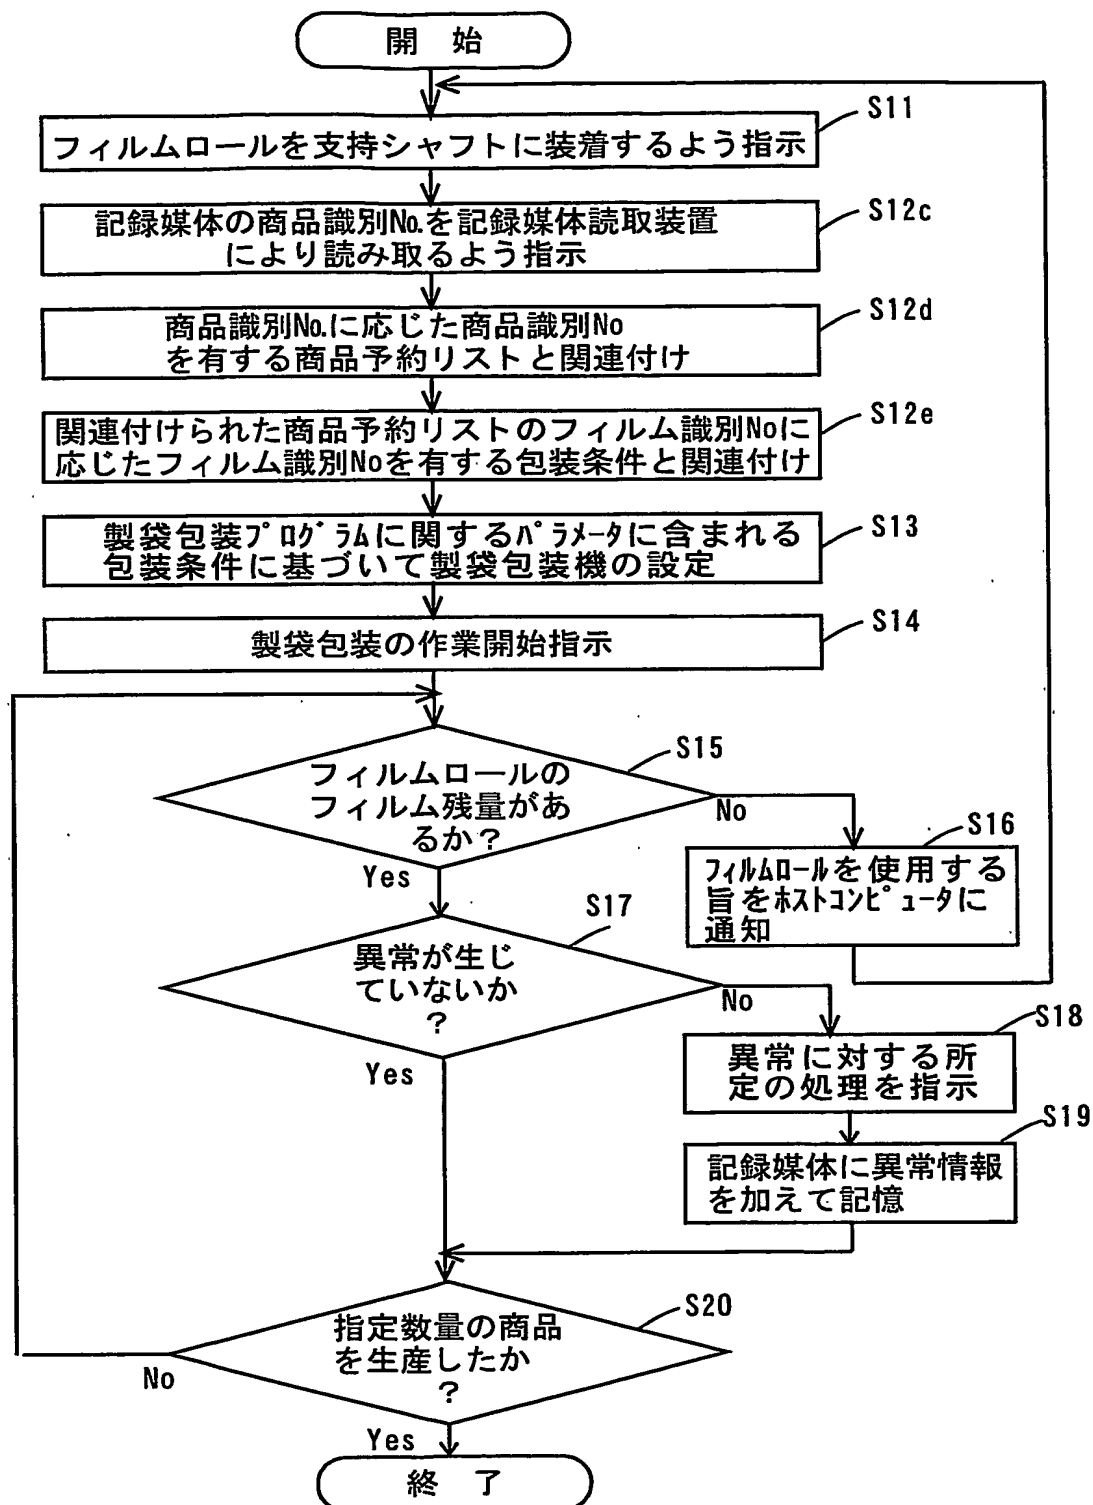 開 始
S11
フィルムロールを支持シャフトに装着するよう指示
S12c
記録媒体の商品識別No.を記録媒体読取装置
により読み取るよう指示
S12d
商品識別No.に応じた商品識別No
を有する商品予約リストと関連付け
S12e
関連付けられた商品予約リストのフィルム識別Noに
応じたフィルム識別Noを有する包装条件と関連付け
S13
製袋包装プログラムに関するパラメータに含まれる
包装条件に基づいて製袋包装機の設定
S14
製袋包装の作業開始指示
S15
フィルムロールの
フィルム残量があ
るか？
No
Yes
S16
フィルムロールを使用する
旨をホストコンピュータに
通知
S17
異常が生じ
ていないか
？
No
Yes
S18
異常に対する所
定の処理を指示
S19
記録媒体に異常情報
を加えて記憶
S20
指定数量の商品
を生産したか
？
No
Yes
終 了